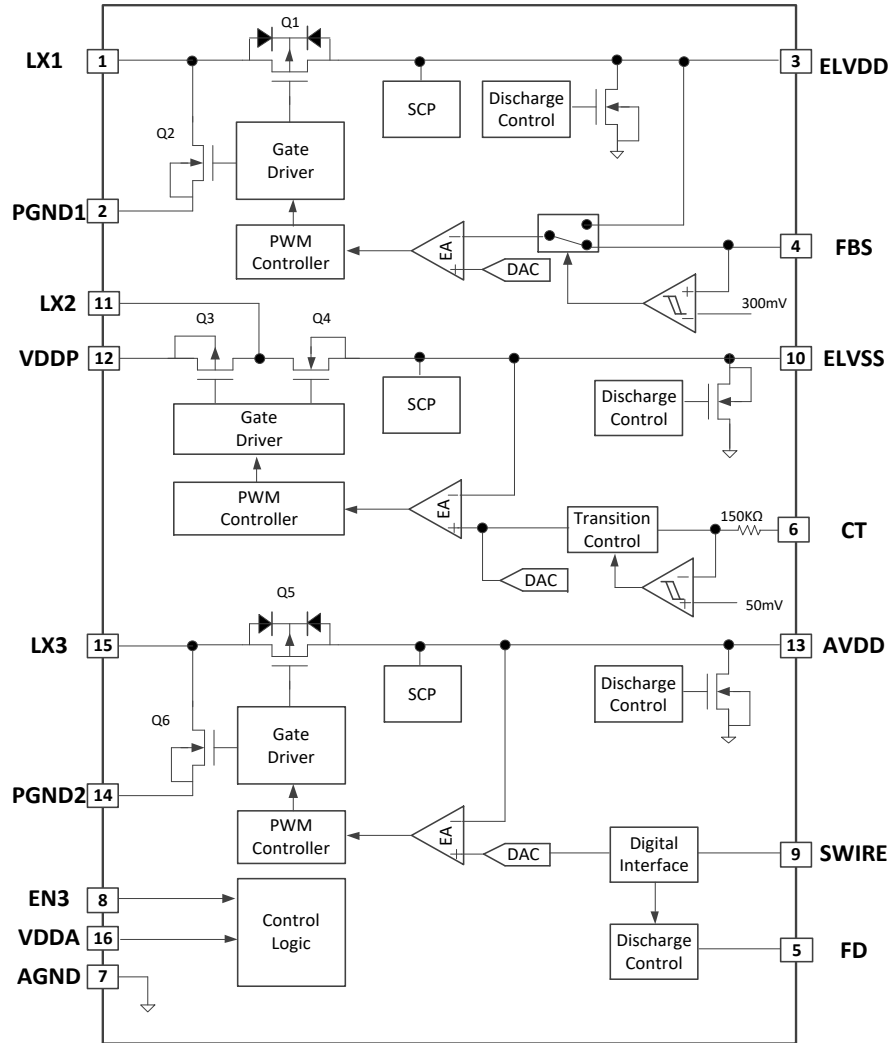 Q1
LX1 1
3 ELVDD
SCP
Discharge
Control
Q2
Gate
Driver
PGND1 2
PWM
Controller
EA
−
+
DAC
4 FBS
+
−
300mV
LX2 11
Q3
Q4
VDDP 12
10 ELVSS
SCP
Discharge
Control
Gate
Driver
PWM
Controller
EA
−
+
Transition
Control
150KΩ
6 CT
DAC
−
+
50mV
Q5
LX3 15
13 AVDD
SCP
Discharge
Control
Q6
Gate
Driver
PGND2 14
PWM
Controller
EA
−
+
DAC
Digital
Interface
9 SWIRE
EN3 8
Control
Logic
VDDA 16
Discharge
Control
5 FD
AGND 7